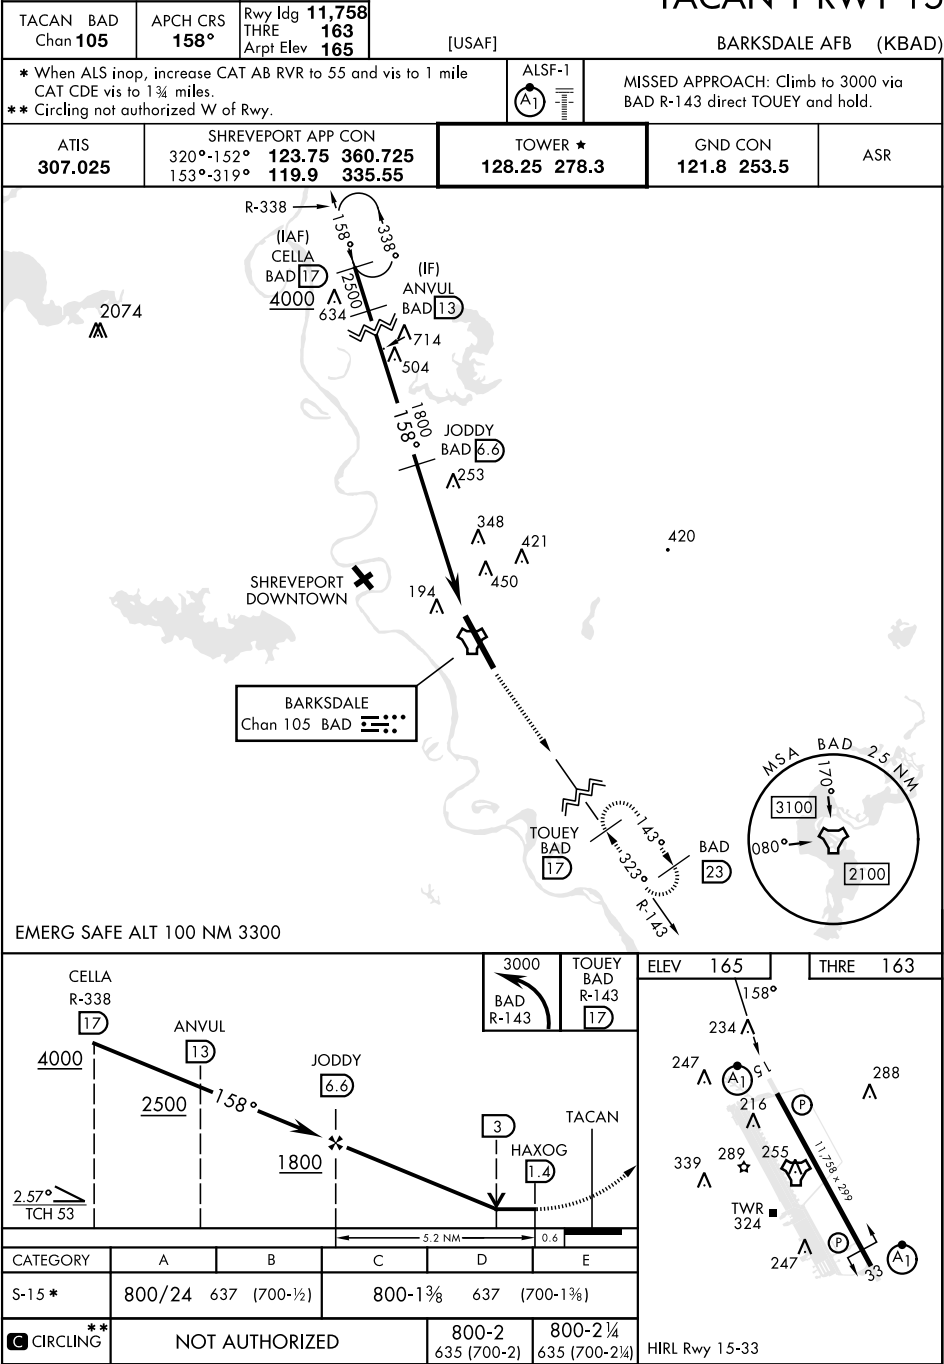 TACAN BAD
Chan 105
APCH CRS
158°
Rwy ldg 11,758
THRE 163
Arpt Elev 165
[USAF]
BARKSDALE AFB (KBAD)
* When ALS inop, increase CAT AB RVR to 55 and vis to 1 mile
CAT CDE vis to 1¾ miles.
** Circling not authorized W of Rwy.
ALSF-1
A1
MISSED APPROACH: Climb to 3000 via
BAD R-143 direct TOUEY and hold.
ATIS
307.025
SHREVEPORT APP CON
320°-152° 123.75 360.725
153°-319° 119.9 335.55
TOWER ★
128.25 278.3
GND CON
121.8 253.5
ASR
R-338
158°
338°
(IAF)
CELLA
BAD 17
4000
2500
634
(IF)
ANVUL
BAD 13
2074
714
504
1800
158°
JODDY
BAD 6.6
253
348
421
450
420
SHREVEPORT
DOWNTOWN
194
BARKSDALE
Chan 105 BAD
TOUEY
BAD
17
143°
323°
BAD
23
R-143
MSA BAD 25 NM
170°
3100
080°
2100
EMERG SAFE ALT 100 NM 3300
CELLA
R-338
17
4000
ANVUL
13
2500
158°
JODDY
6.6
1800
3
HAXOG
1.4
TACAN
3000
BAD
R-143
TOUEY
BAD
R-143
17
2.57°
TCH 53
5.2 NM
0.6
ELEV 165
THRE 163
158°
234
247
A1
15
288
216
P
339
289
255
11,758 x 299
TWR
324
P
247
A1
33
HIRL Rwy 15-33
CATEGORY A B C D E
S-15 * 800/24 637 (700-½) 800-1⅜ 637 (700-1⅜)
C CIRCLING ** NOT AUTHORIZED 800-2 800-2¼
635 (700-2) 635 (700-2¼)